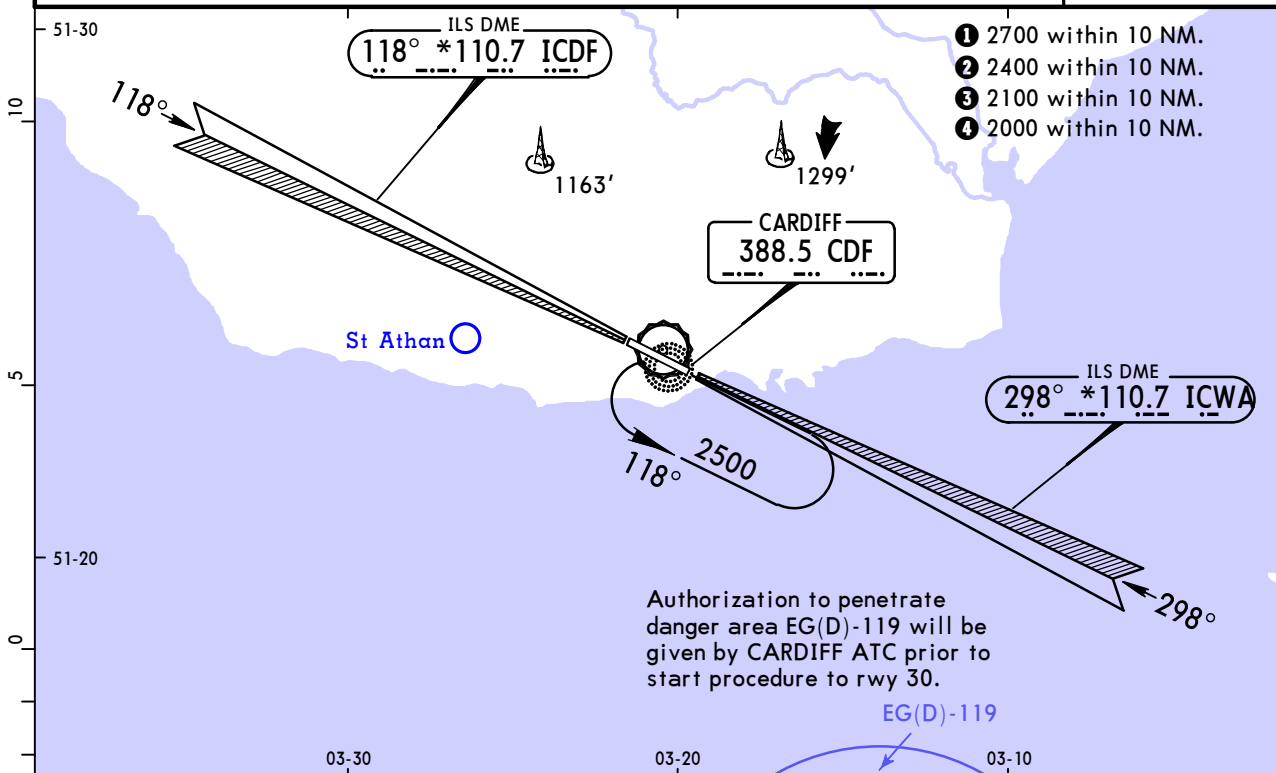 51-30
ILS DME
118° *110.7 ICDF
❶ 2700 within 10 NM.
❷ 2400 within 10 NM.
❸ 2100 within 10 NM.
❹ 2000 within 10 NM.
118°
10
1163'
1299'
CARDIFF
388.5 CDF
St Athan
5
ILS DME
298° *110.7 ICWA
2500
118°
51-20
298°
Authorization to penetrate
danger area EG(D)-119 will be
given by CARDIFF ATC prior to
start procedure to rwy 30.
0
EG(D)-119
03-30
03-20
03-10